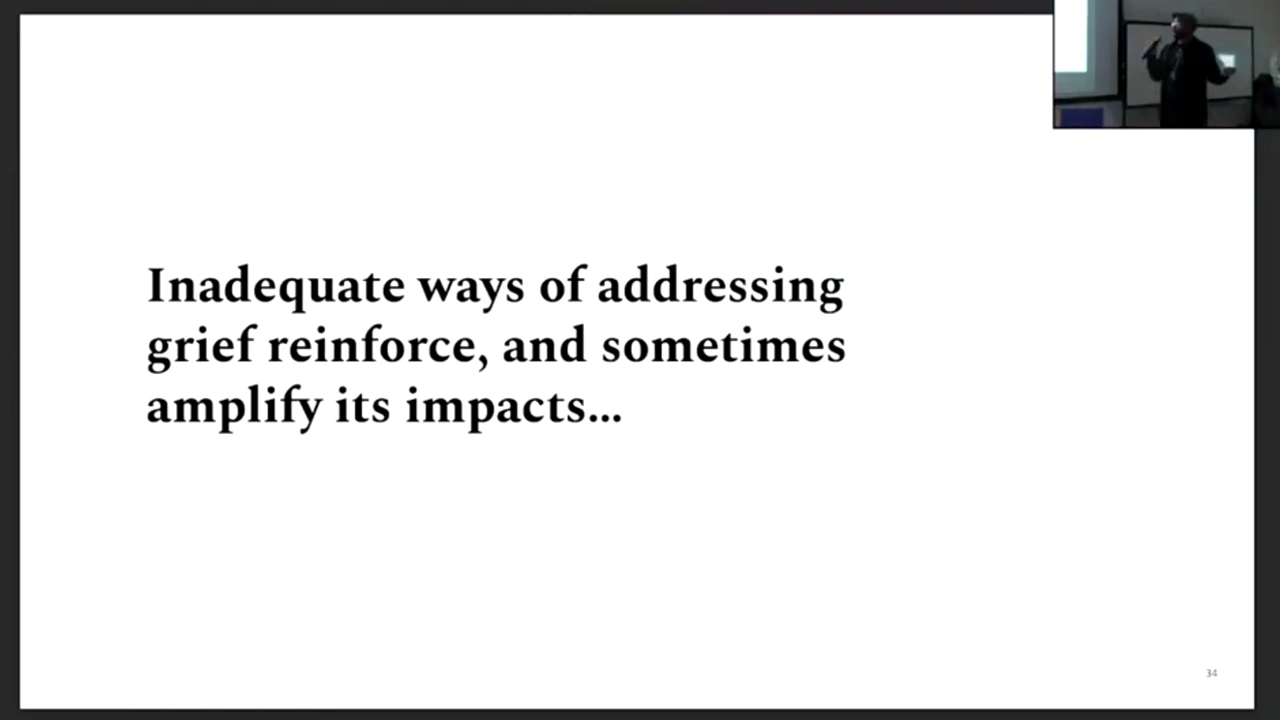 Inadequate ways of addressing
grief reinforce, and sometimes
amplify its impacts...
34